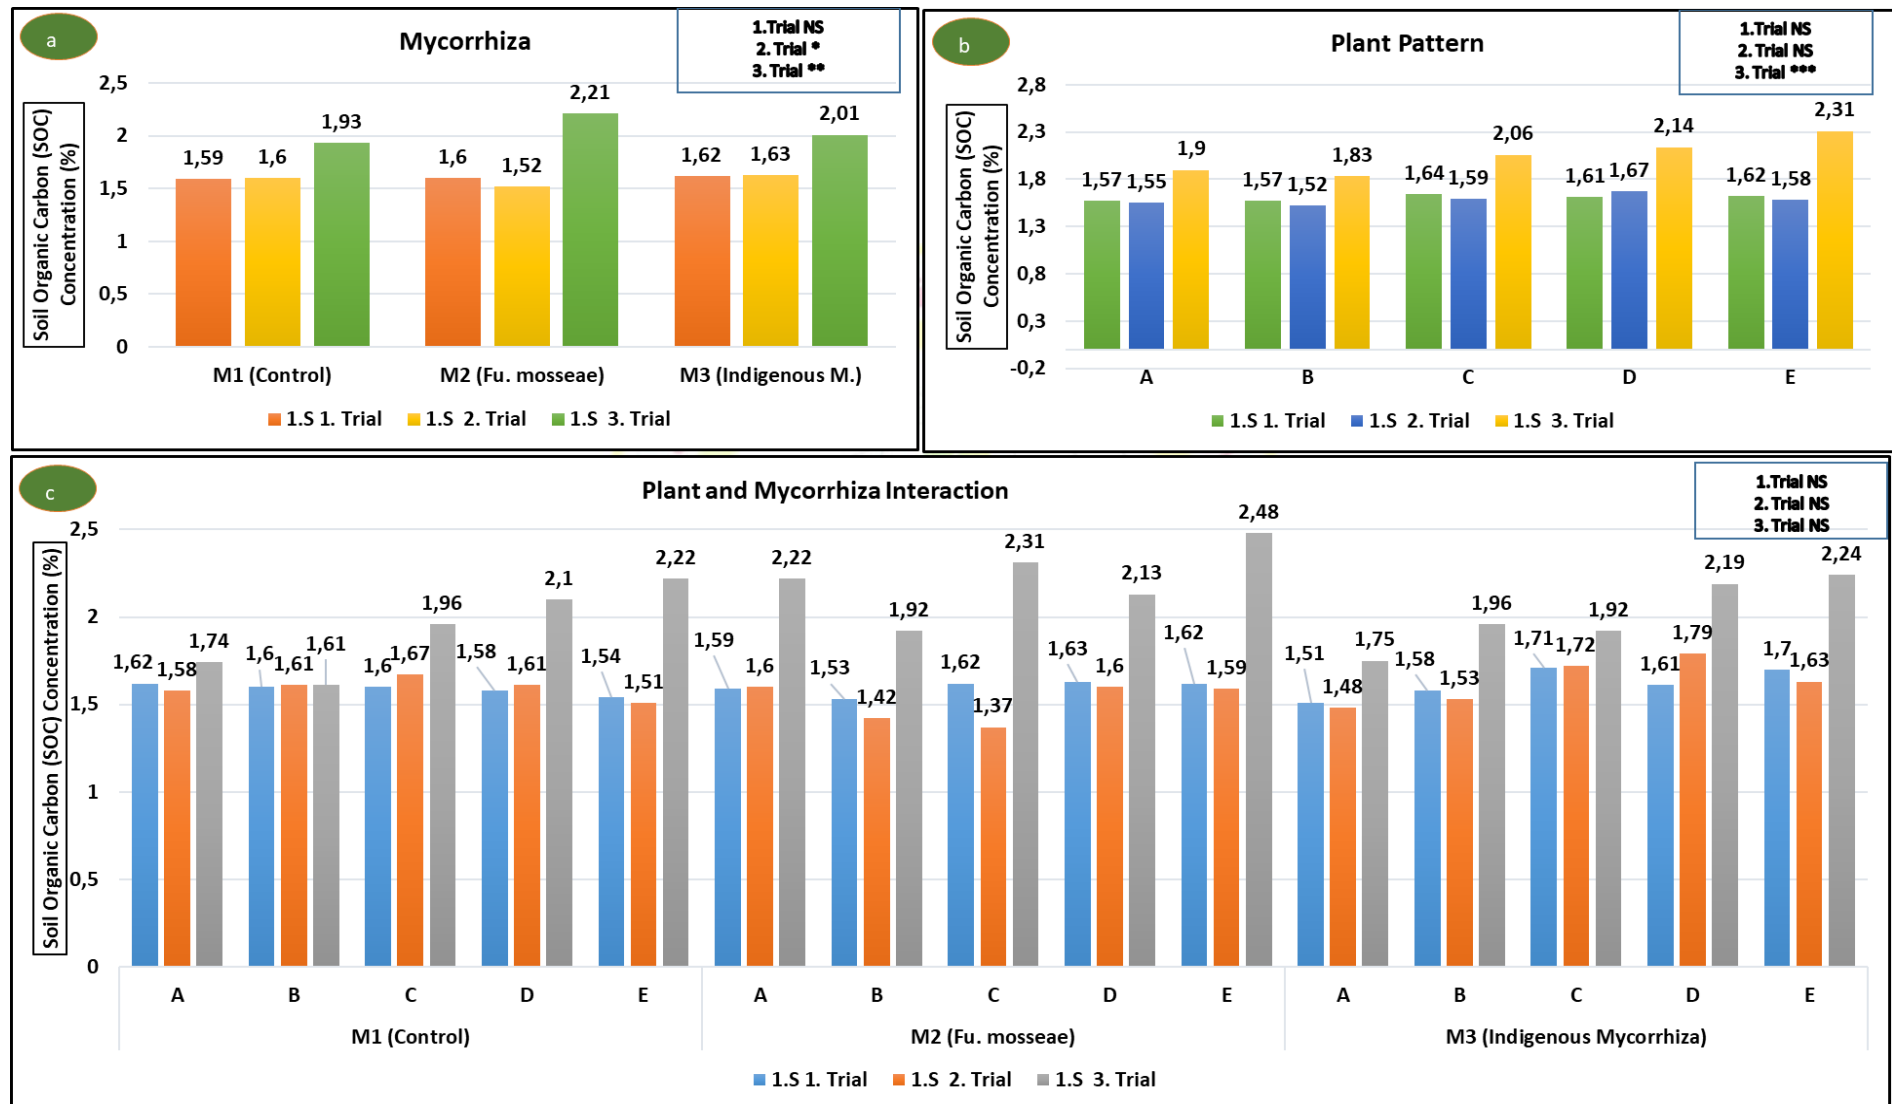 a
Mycorrhiza
1.Trial NS
2. Trial *
3. Trial **
Soil Organic Carbon (SOC)
Concentration (%)
2,5
2
1,5
1
0,5
0
1,59
1,6
1,93
1,6
1,52
2,21
1,62
1,63
2,01
M1 (Control)
M2 (Fu. mosseae)
M3 (Indigenous M.)
1.S 1. Trial
1.S 2. Trial
1.S 3. Trial
b
Plant Pattern
1.Trial NS
2. Trial NS
3. Trial ***
Soil Organic Carbon (SOC)
Concentration (%)
2,8
2,3
1,8
1,3
0,8
0,3
-0,2
1,57
1,55
1,9
1,57
1,52
1,83
1,64
1,59
2,06
1,61
1,67
2,14
1,62
1,58
2,31
A
B
C
D
E
1.S 1. Trial
1.S 2. Trial
1.S 3. Trial
c
Plant and Mycorrhiza Interaction
1.Trial NS
2. Trial NS
3. Trial NS
Soil Organic Carbon (SOC) Concentration (%)
2,5
2
1,5
1
0,5
0
1,62
1,58
1,74
1,6
1,61
1,61
1,6
1,67
1,96
1,58
1,61
2,1
1,54
1,51
2,22
1,59
1,6
2,22
1,53
1,42
1,92
1,62
1,37
2,31
1,63
1,6
2,13
1,62
1,59
2,48
1,51
1,48
1,75
1,58
1,53
1,96
1,71
1,72
1,92
1,61
1,79
2,19
1,7
1,63
2,24
A
B
C
D
E
A
B
C
D
E
A
B
C
D
E
M1 (Control)
M2 (Fu. mosseae)
M3 (Indigenous Mycorrhiza)
1.S 1. Trial
1.S 2. Trial
1.S 3. Trial